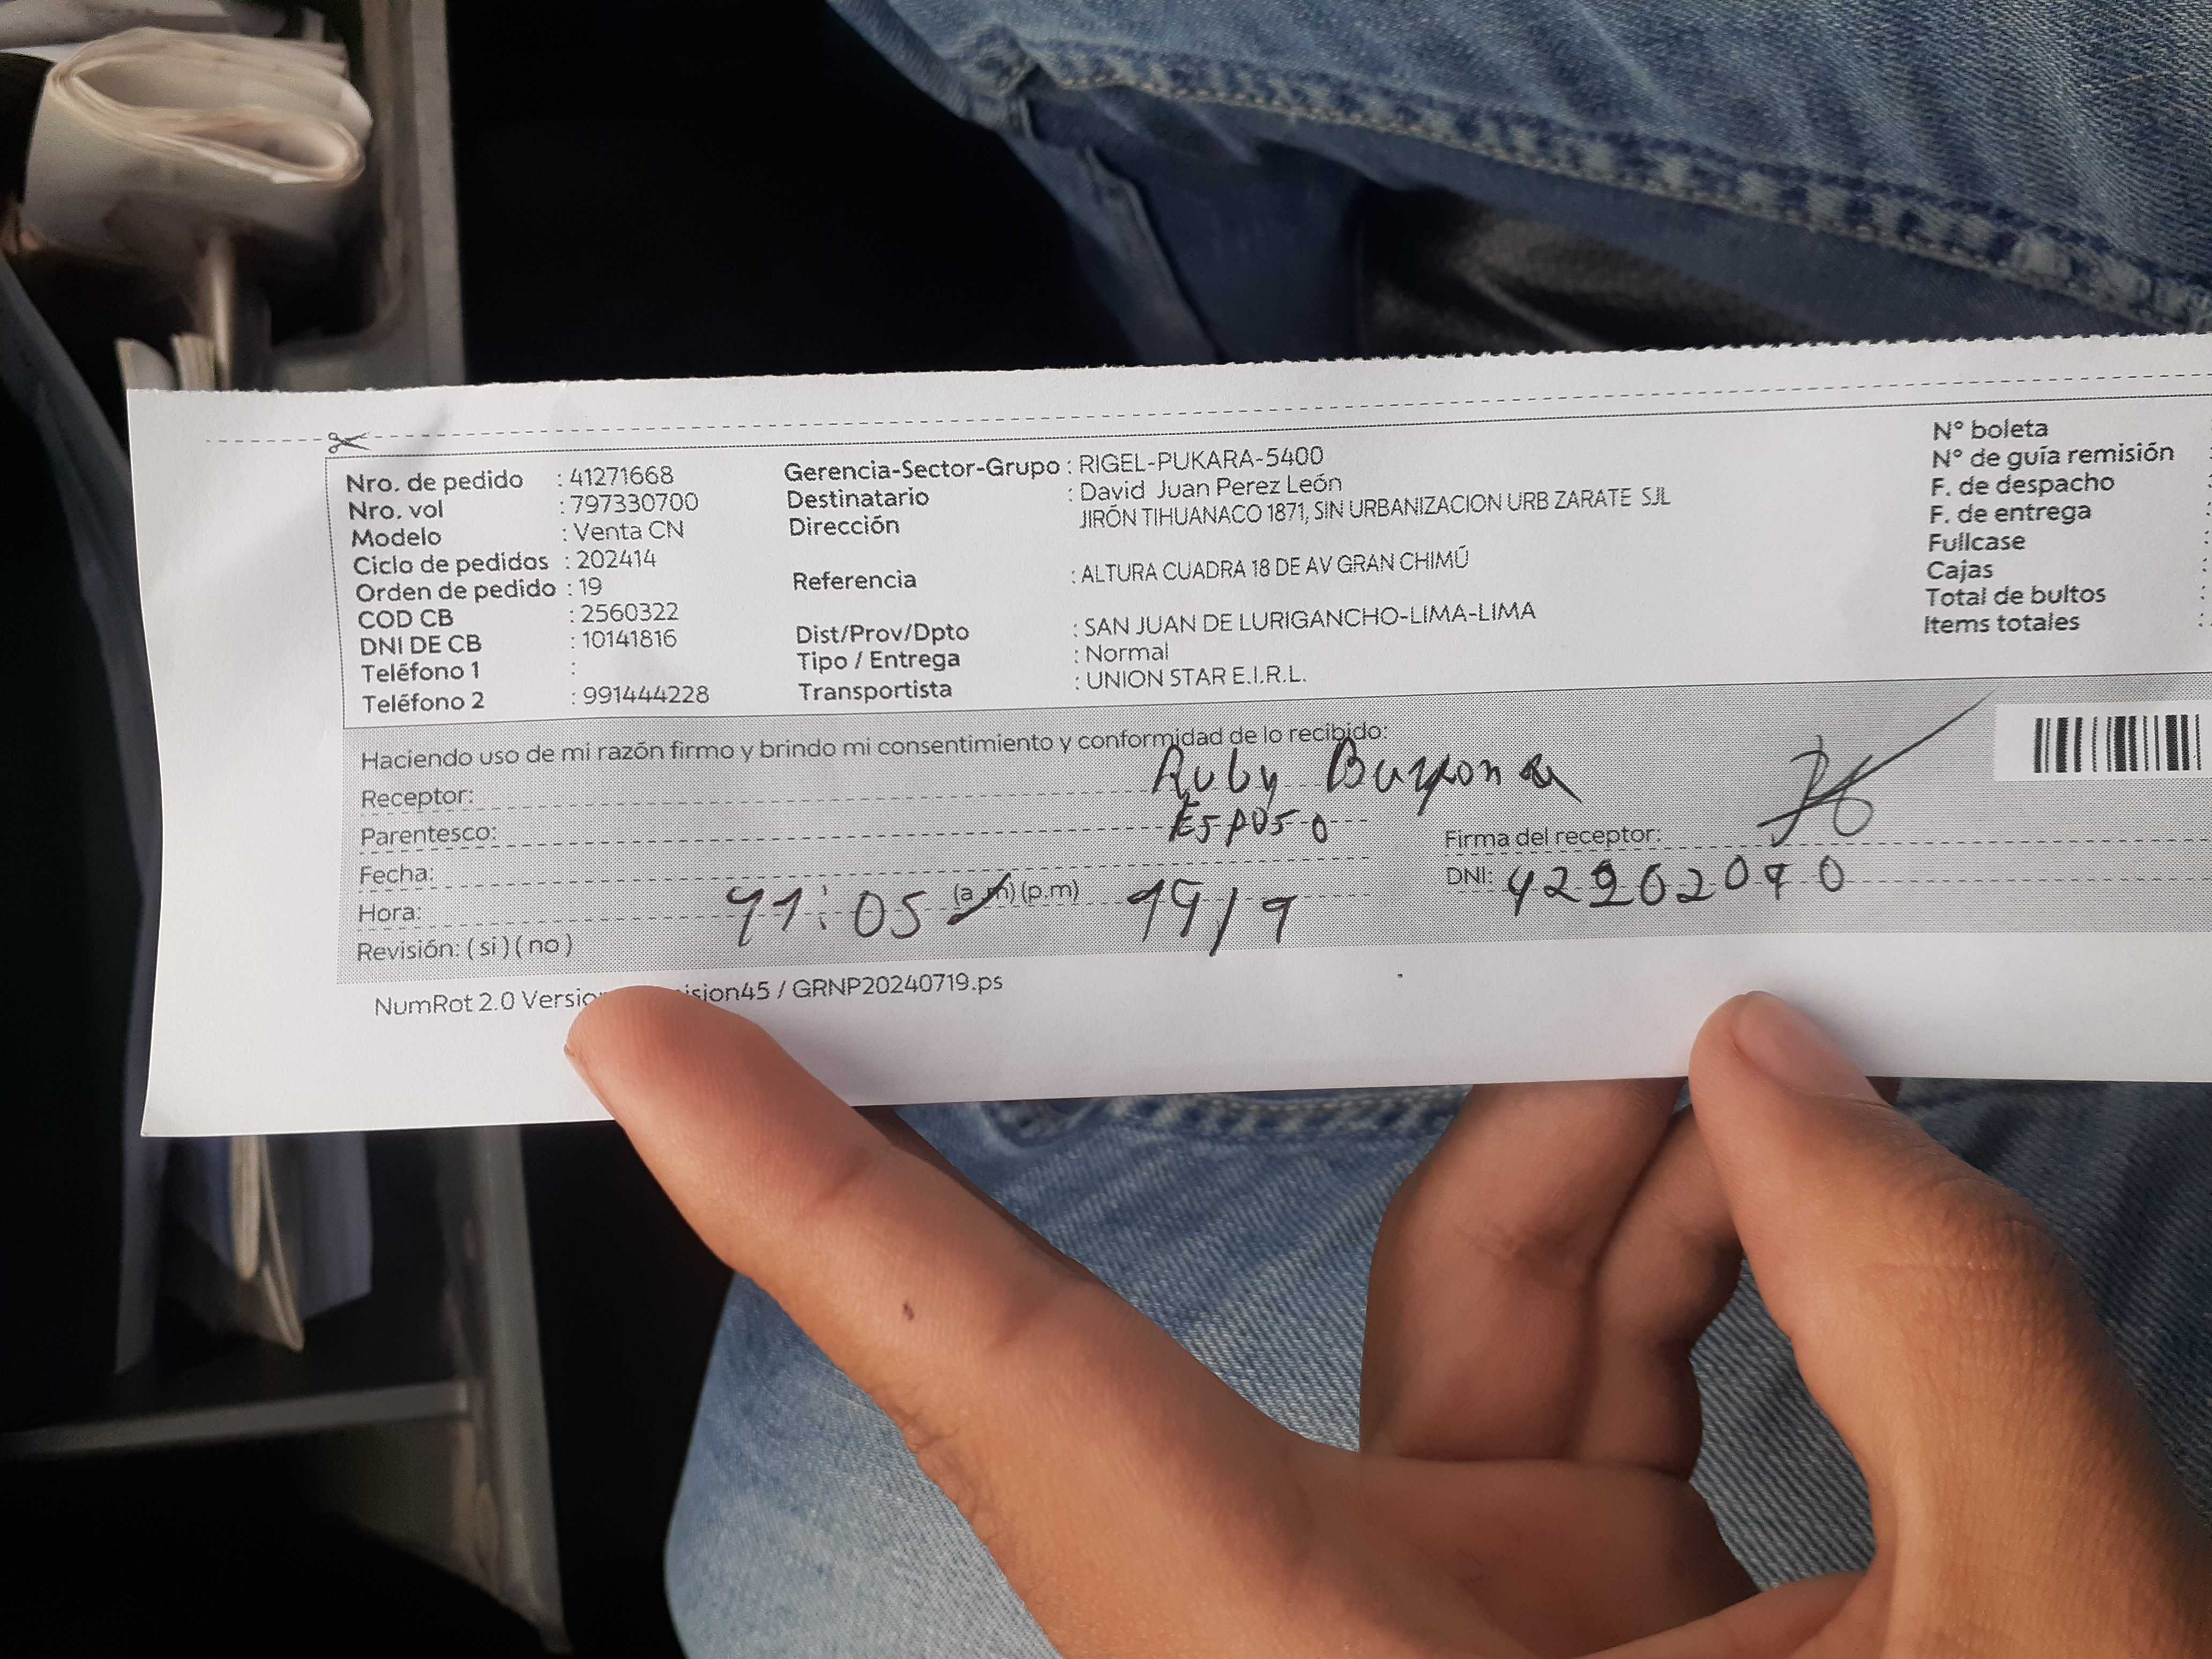 Nro. de pedido : 41271668
Nro. vol : 797330700
Modelo : Venta CN
Ciclo de pedidos : 202414
Orden de pedido : 19
COD CB : 2560322
DNI DE CB : 10141816
Teléfono 1 :
Teléfono 2 : 991444228
Gerencia-Sector-Grupo : RIGEL-PUKARA-5400
Destinatario : David Juan Perez León
Dirección JIRÓN TIHUANACO 1871, SIN URBANIZACION URB ZARATE SJL
Referencia : ALTURA CUADRA 18 DE AV GRAN CHIMÚ
Dist/Prov/Dpto : SAN JUAN DE LURIGANCHO-LIMA-LIMA
Tipo / Entrega : Normal
Transportista : UNION STAR E.I.R.L.
N° boleta :
N° de guía remisión :
F. de despacho :
F. de entrega :
Fullcase :
Cajas :
Total de bultos :
Items totales :
Haciendo uso de mi razón firmo y brindo mi consentimiento y conformidad de lo recibido:
Receptor: Ruby
Parentesco: Esposo
Firma del receptor:
Fecha:
DNI:
Hora: 11:05 (a.m) (p.m) 19/7
Revisión: ( si ) ( no )
NumRot 2.0 / GRNP20240719.ps